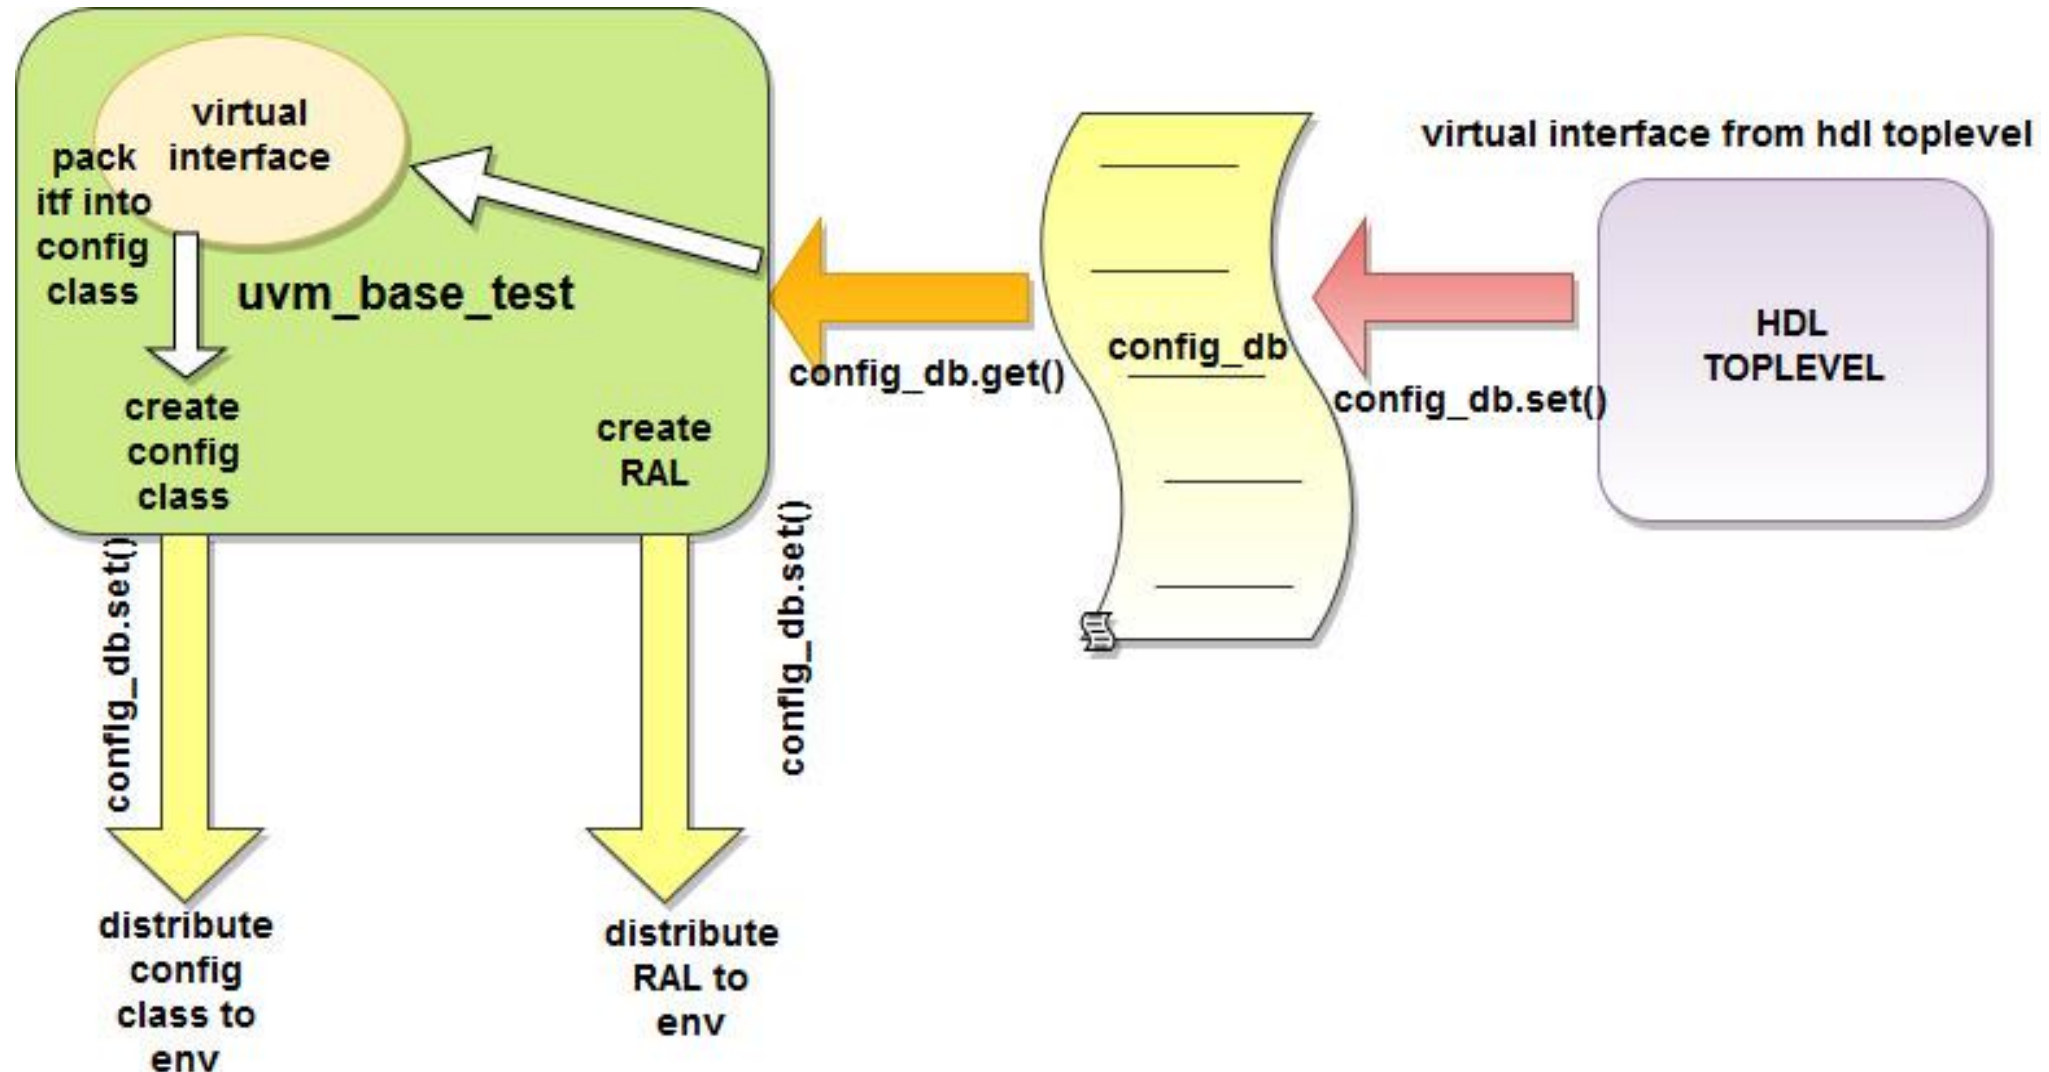 virtual
interface
pack
itf into
config
class
uvm_base_test
create
config
class
create
RAL
config_db.get()
config_db
virtual interface from hdl toplevel
config_db.set()
HDL
TOPLEVEL
config_db.set()
config_db.set()
distribute
config
class to
env
distribute
RAL to
env